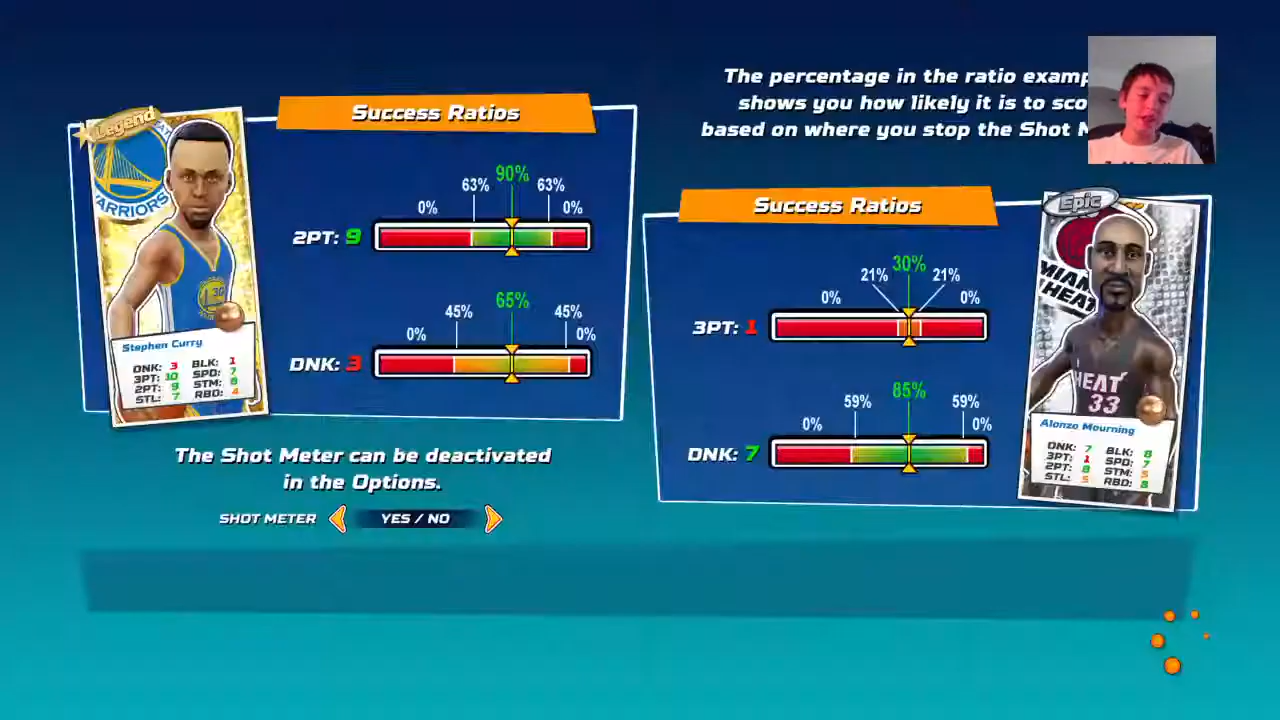 The percentage in the ratio examp
shows you how likely it is to sco
based on where you stop the Shot M
Legend
WARRIORS
30
Stephen Curry
DNK: 3 BLK: 1
3PT: 10 SPD: 7
2PT: 9 STM: 8
STL: 7 RBD: 4
Success Ratios
90%
63% 63%
0% 0%
2PT: 9
65%
45% 45%
0% 0%
DNK: 3
Success Ratios
30%
21% 21%
0% 0%
3PT: 1
85%
59% 59%
0% 0%
DNK: 7
Epic
MIAMI
HEAT
HEAT
33
Alonzo Mourning
DNK: 7 BLK: 8
3PT: 1 SPD: 7
2PT: 8 STM: 5
STL: 5 RBD: 8
The Shot Meter can be deactivated
in the Options.
SHOT METER YES / NO